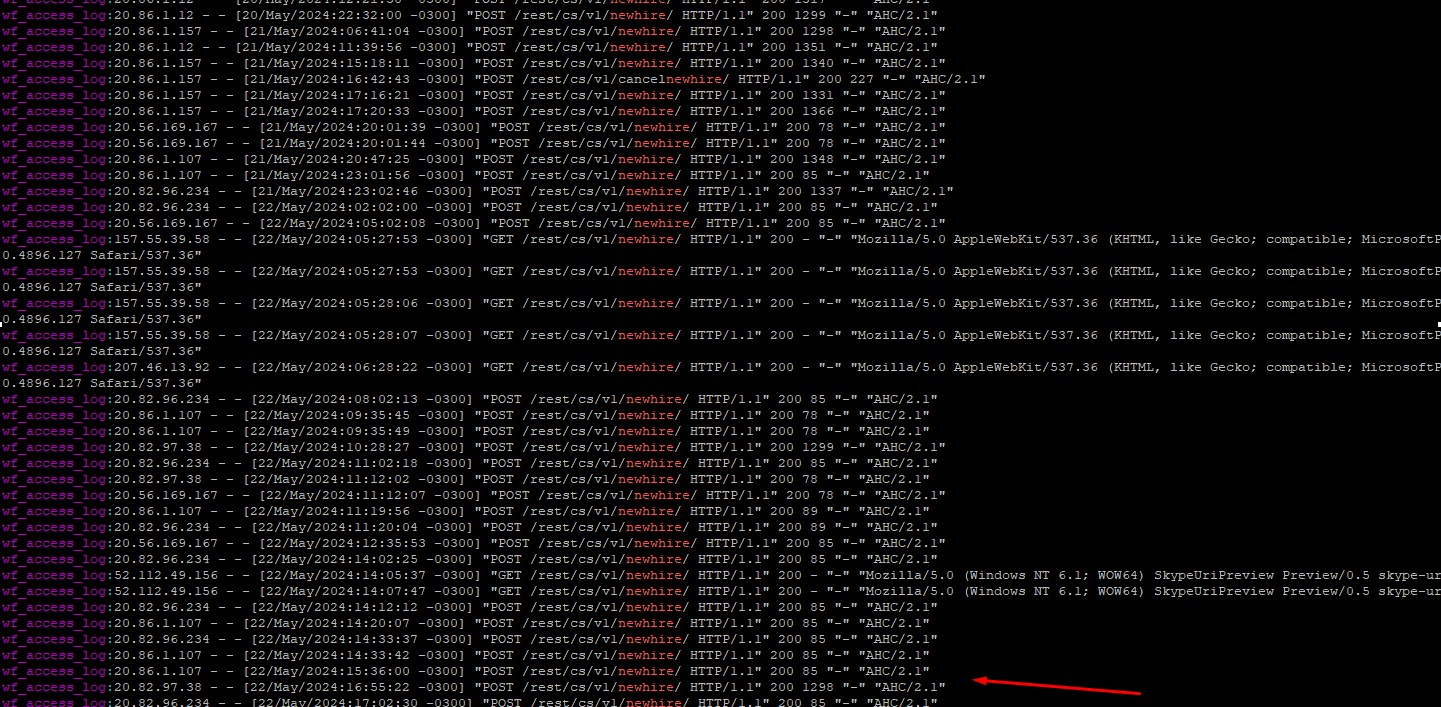 wf_access_log:20.86.1.12 - - [20/May/2024:22:32:00 -0300] "POST /rest/cs/v1/newhire/ HTTP/1.1" 200 1299 "-" "AHC/2.1"
wf_access_log:20.86.1.157 - - [21/May/2024:06:41:04 -0300] "POST /rest/cs/v1/newhire/ HTTP/1.1" 200 1298 "-" "AHC/2.1"
wf_access_log:20.86.1.12 - - [21/May/2024:11:39:56 -0300] "POST /rest/cs/v1/newhire/ HTTP/1.1" 200 1351 "-" "AHC/2.1"
wf_access_log:20.86.1.157 - - [21/May/2024:15:18:11 -0300] "POST /rest/cs/v1/newhire/ HTTP/1.1" 200 1340 "-" "AHC/2.1"
wf_access_log:20.86.1.157 - - [21/May/2024:16:42:43 -0300] "POST /rest/cs/v1/cancelnewhire/ HTTP/1.1" 200 227 "-" "AHC/2.1"
wf_access_log:20.86.1.157 - - [21/May/2024:17:16:21 -0300] "POST /rest/cs/v1/newhire/ HTTP/1.1" 200 1331 "-" "AHC/2.1"
wf_access_log:20.86.1.157 - - [21/May/2024:17:20:33 -0300] "POST /rest/cs/v1/newhire/ HTTP/1.1" 200 1366 "-" "AHC/2.1"
wf_access_log:20.56.169.167 - - [21/May/2024:20:01:39 -0300] "POST /rest/cs/v1/newhire/ HTTP/1.1" 200 78 "-" "AHC/2.1"
wf_access_log:20.56.169.167 - - [21/May/2024:20:01:44 -0300] "POST /rest/cs/v1/newhire/ HTTP/1.1" 200 78 "-" "AHC/2.1"
wf_access_log:20.86.1.107 - - [21/May/2024:20:47:25 -0300] "POST /rest/cs/v1/newhire/ HTTP/1.1" 200 1348 "-" "AHC/2.1"
wf_access_log:20.86.1.107 - - [21/May/2024:23:01:56 -0300] "POST /rest/cs/v1/newhire/ HTTP/1.1" 200 85 "-" "AHC/2.1"
wf_access_log:20.82.96.234 - - [21/May/2024:23:02:46 -0300] "POST /rest/cs/v1/newhire/ HTTP/1.1" 200 1337 "-" "AHC/2.1"
wf_access_log:20.82.96.234 - - [22/May/2024:02:02:00 -0300] "POST /rest/cs/v1/newhire/ HTTP/1.1" 200 85 "-" "AHC/2.1"
wf_access_log:20.56.169.167 - - [22/May/2024:05:02:08 -0300] "POST /rest/cs/v1/newhire/ HTTP/1.1" 200 85 "-" "AHC/2.1"
wf_access_log:157.55.39.58 - - [22/May/2024:05:27:53 -0300] "GET /rest/cs/v1/newhire/ HTTP/1.1" 200 - "-" "Mozilla/5.0 AppleWebKit/537.36 (KHTML, like Gecko; compatible; MicrosoftP
0.4896.127 Safari/537.36"
wf_access_log:157.55.39.58 - - [22/May/2024:05:27:53 -0300] "GET /rest/cs/v1/newhire/ HTTP/1.1" 200 - "-" "Mozilla/5.0 AppleWebKit/537.36 (KHTML, like Gecko; compatible; MicrosoftP
0.4896.127 Safari/537.36"
wf_access_log:157.55.39.58 - - [22/May/2024:05:28:06 -0300] "GET /rest/cs/v1/newhire/ HTTP/1.1" 200 - "-" "Mozilla/5.0 AppleWebKit/537.36 (KHTML, like Gecko; compatible; MicrosoftP
0.4896.127 Safari/537.36"
wf_access_log:157.55.39.58 - - [22/May/2024:05:28:07 -0300] "GET /rest/cs/v1/newhire/ HTTP/1.1" 200 - "-" "Mozilla/5.0 AppleWebKit/537.36 (KHTML, like Gecko; compatible; MicrosoftP
0.4896.127 Safari/537.36"
wf_access_log:207.46.13.92 - - [22/May/2024:06:28:22 -0300] "GET /rest/cs/v1/newhire/ HTTP/1.1" 200 - "-" "Mozilla/5.0 AppleWebKit/537.36 (KHTML, like Gecko; compatible; MicrosoftP
0.4896.127 Safari/537.36"
wf_access_log:20.82.96.234 - - [22/May/2024:08:02:13 -0300] "POST /rest/cs/v1/newhire/ HTTP/1.1" 200 85 "-" "AHC/2.1"
wf_access_log:20.86.1.107 - - [22/May/2024:09:35:45 -0300] "POST /rest/cs/v1/newhire/ HTTP/1.1" 200 78 "-" "AHC/2.1"
wf_access_log:20.86.1.107 - - [22/May/2024:09:35:49 -0300] "POST /rest/cs/v1/newhire/ HTTP/1.1" 200 78 "-" "AHC/2.1"
wf_access_log:20.82.97.38 - - [22/May/2024:10:28:27 -0300] "POST /rest/cs/v1/newhire/ HTTP/1.1" 200 1299 "-" "AHC/2.1"
wf_access_log:20.82.96.234 - - [22/May/2024:11:02:18 -0300] "POST /rest/cs/v1/newhire/ HTTP/1.1" 200 85 "-" "AHC/2.1"
wf_access_log:20.82.97.38 - - [22/May/2024:11:12:02 -0300] "POST /rest/cs/v1/newhire/ HTTP/1.1" 200 78 "-" "AHC/2.1"
wf_access_log:20.56.169.167 - - [22/May/2024:11:12:07 -0300] "POST /rest/cs/v1/newhire/ HTTP/1.1" 200 78 "-" "AHC/2.1"
wf_access_log:20.86.1.107 - - [22/May/2024:11:19:56 -0300] "POST /rest/cs/v1/newhire/ HTTP/1.1" 200 89 "-" "AHC/2.1"
wf_access_log:20.82.96.234 - - [22/May/2024:11:20:04 -0300] "POST /rest/cs/v1/newhire/ HTTP/1.1" 200 89 "-" "AHC/2.1"
wf_access_log:20.56.169.167 - - [22/May/2024:12:35:53 -0300] "POST /rest/cs/v1/newhire/ HTTP/1.1" 200 85 "-" "AHC/2.1"
wf_access_log:20.82.96.234 - - [22/May/2024:14:02:25 -0300] "POST /rest/cs/v1/newhire/ HTTP/1.1" 200 85 "-" "AHC/2.1"
wf_access_log:52.112.49.156 - - [22/May/2024:14:05:37 -0300] "GET /rest/cs/v1/newhire/ HTTP/1.1" 200 - "-" "Mozilla/5.0 (Windows NT 6.1; WOW64) SkypeUriPreview Preview/0.5 skype-ur
wf_access_log:52.112.49.156 - - [22/May/2024:14:07:47 -0300] "GET /rest/cs/v1/newhire/ HTTP/1.1" 200 - "-" "Mozilla/5.0 (Windows NT 6.1; WOW64) SkypeUriPreview Preview/0.5 skype-ur
wf_access_log:20.82.96.234 - - [22/May/2024:14:12:12 -0300] "POST /rest/cs/v1/newhire/ HTTP/1.1" 200 85 "-" "AHC/2.1"
wf_access_log:20.86.1.107 - - [22/May/2024:14:20:07 -0300] "POST /rest/cs/v1/newhire/ HTTP/1.1" 200 85 "-" "AHC/2.1"
wf_access_log:20.82.96.234 - - [22/May/2024:14:33:37 -0300] "POST /rest/cs/v1/newhire/ HTTP/1.1" 200 85 "-" "AHC/2.1"
wf_access_log:20.86.1.107 - - [22/May/2024:14:33:42 -0300] "POST /rest/cs/v1/newhire/ HTTP/1.1" 200 85 "-" "AHC/2.1"
wf_access_log:20.86.1.107 - - [22/May/2024:15:36:00 -0300] "POST /rest/cs/v1/newhire/ HTTP/1.1" 200 85 "-" "AHC/2.1"
wf_access_log:20.82.97.38 - - [22/May/2024:16:55:22 -0300] "POST /rest/cs/v1/newhire/ HTTP/1.1" 200 1298 "-" "AHC/2.1"
wf_access_log:20.82.96.234 - - [22/May/2024:17:02:30 -0300] "POST /rest/cs/v1/newhire/ HTTP/1.1" 200 85 "-" "AHC/2.1"